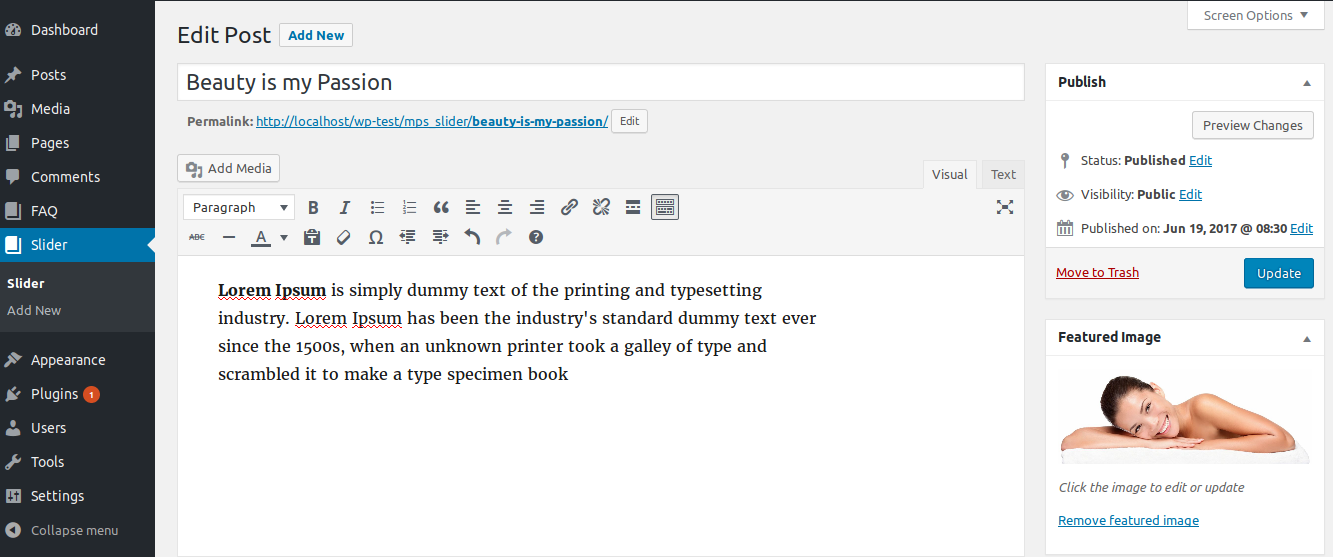 Dashboard
Posts
Media
Pages
Comments
FAQ
Slider
Slider
Add New
Appearance
Plugins 1
Users
Tools
Settings
Collapse menu
Screen Options
Edit Post Add New
Beauty is my Passion
Permalink: http://localhost/wp-test/mps_slider/beauty-is-my-passion/ Edit
Add Media
Visual Text
Paragraph B I
ABC A
Lorem Ipsum is simply dummy text of the printing and typesetting
industry. Lorem Ipsum has been the industry's standard dummy text ever
since the 1500s, when an unknown printer took a galley of type and
scrambled it to make a type specimen book
Publish
Preview Changes
Status: Published Edit
Visibility: Public Edit
Published on: Jun 19, 2017 @ 08:30 Edit
Move to Trash Update
Featured Image
Click the image to edit or update
Remove featured image